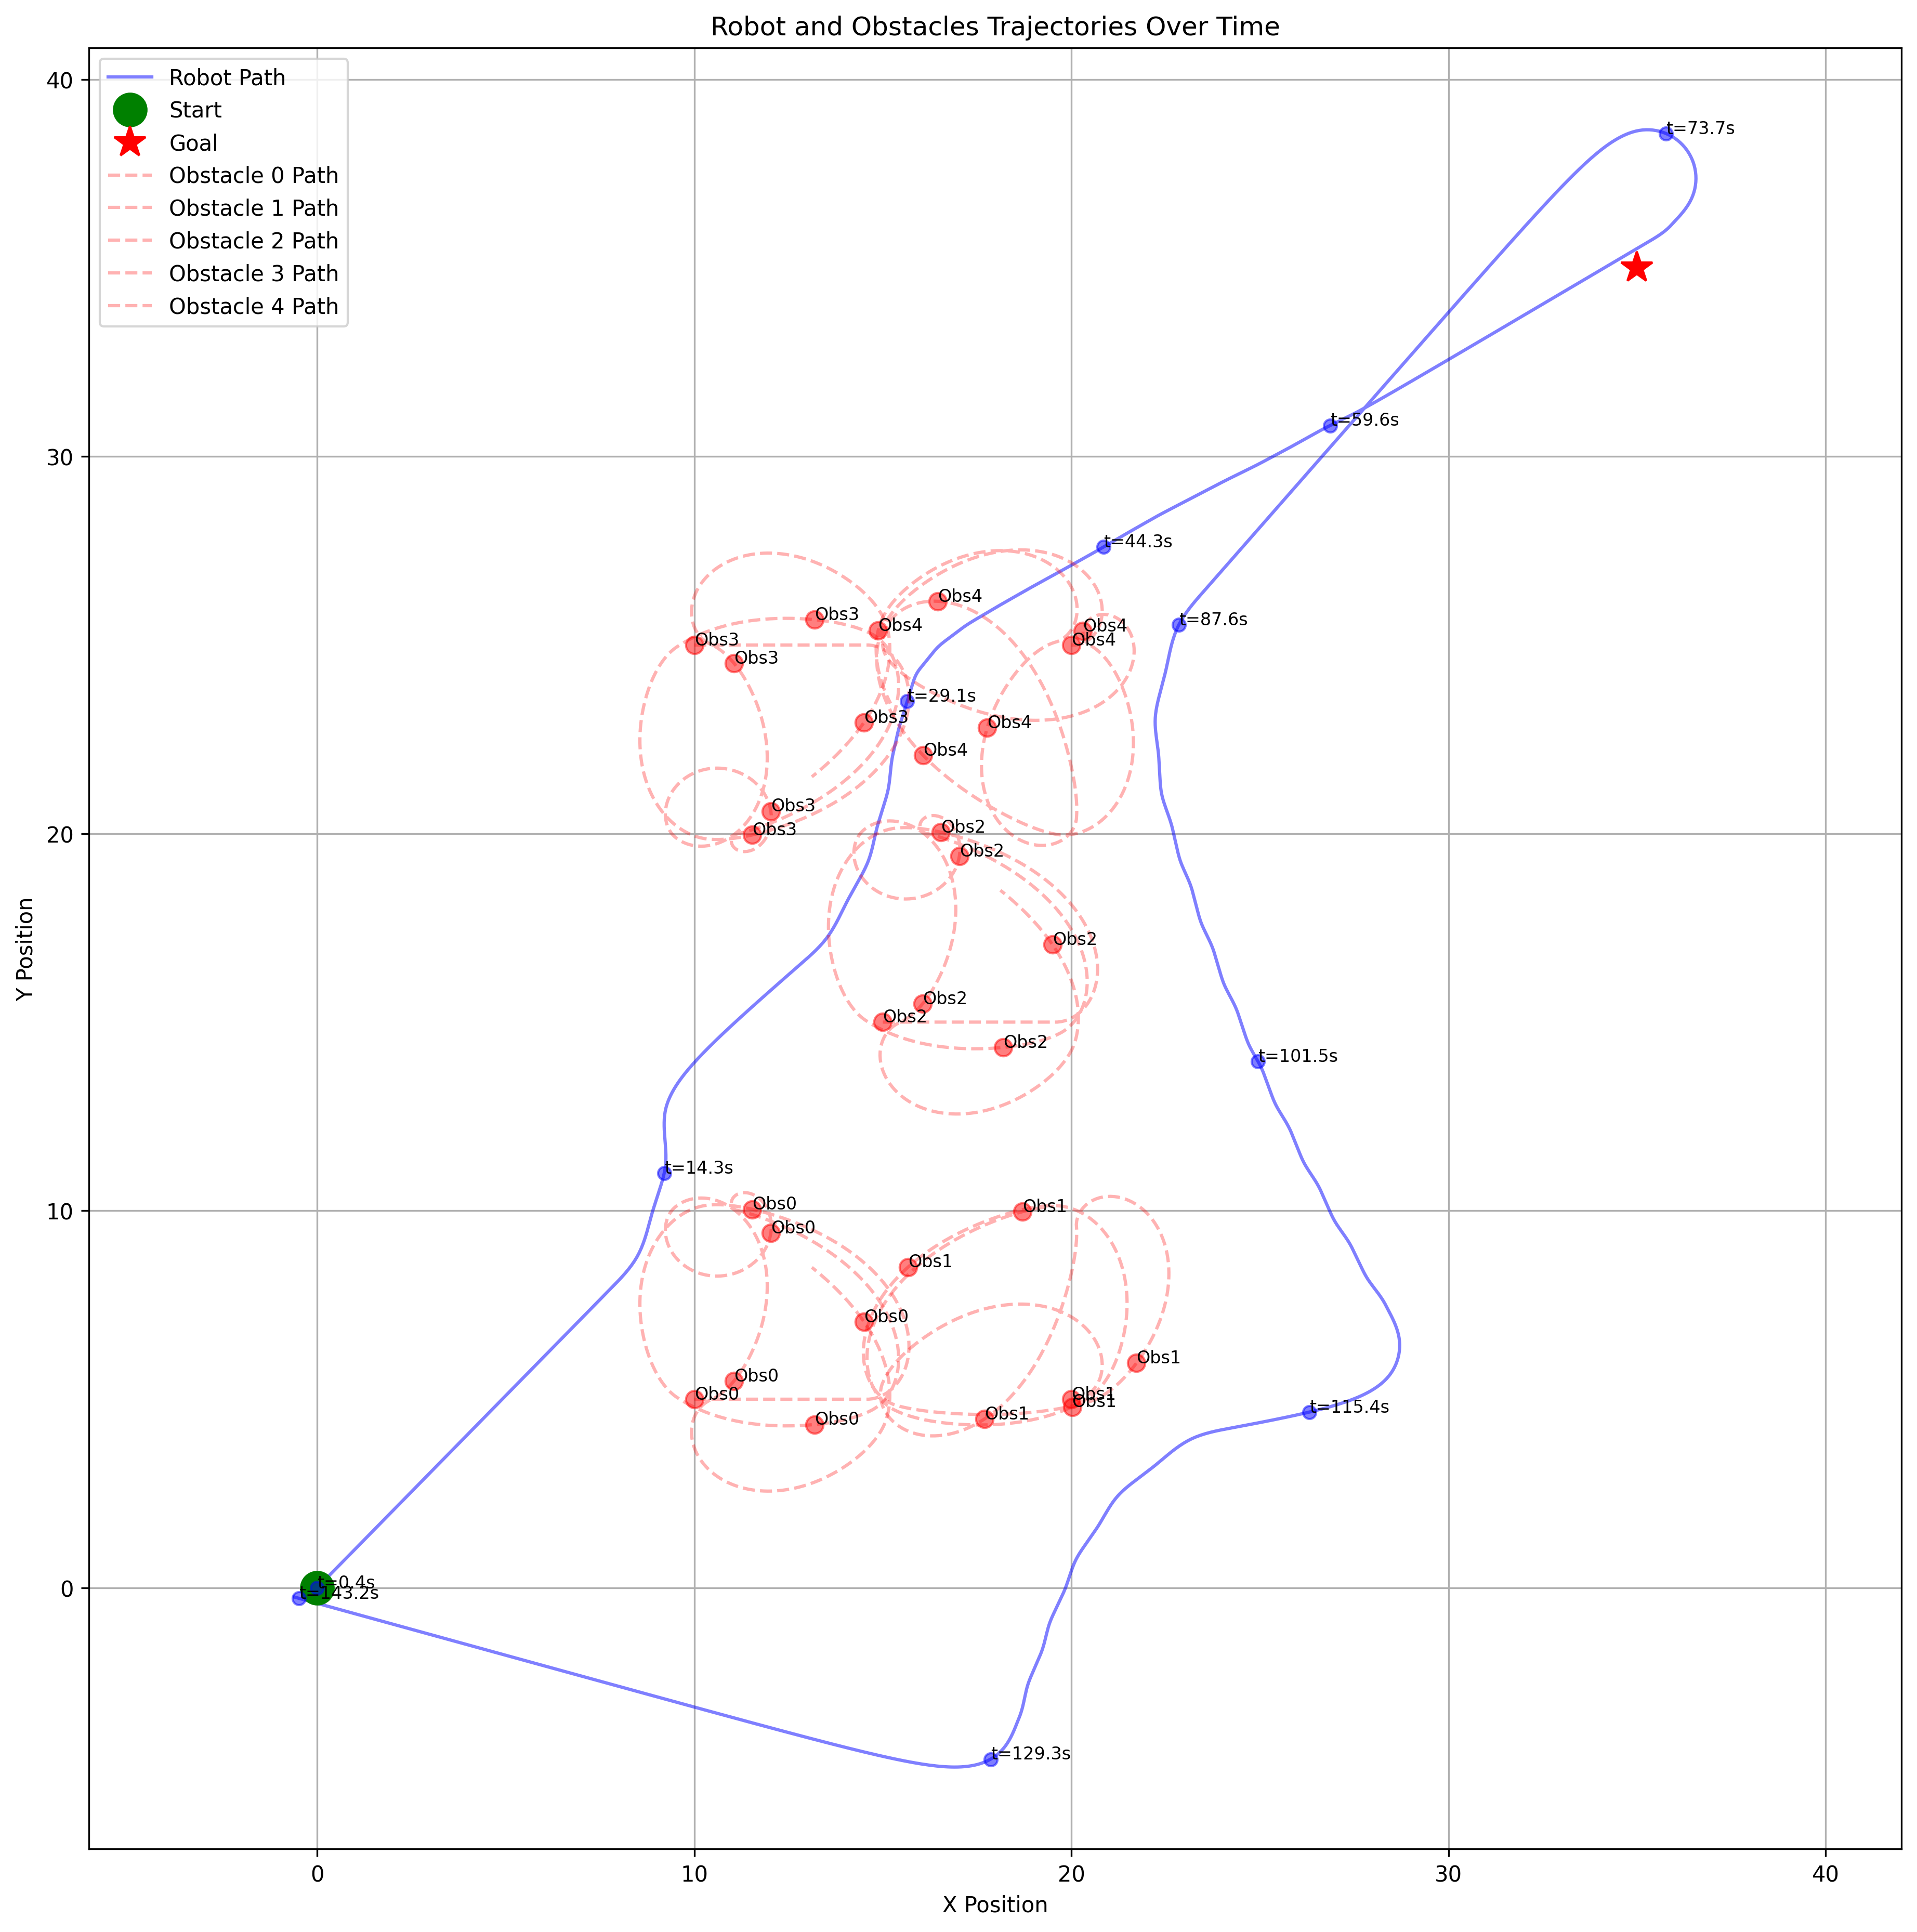 Robot and Obstacles Trajectories Over Time
Robot Path
Start
Goal
Obstacle 0 Path
Obstacle 1 Path
Obstacle 2 Path
Obstacle 3 Path
Obstacle 4 Path
40
30
20
10
0
Y Position
0
10
20
30
40
X Position
t=73.7s
t=59.6s
t=44.3s
t=87.6s
t=29.1s
Obs4
Obs3
Obs4
Obs4
Obs3
Obs4
Obs3
Obs3
Obs4
Obs4
Obs3
Obs3
Obs2
Obs2
Obs2
Obs2
Obs2
Obs2
t=101.5s
t=14.3s
Obs0
Obs1
Obs0
Obs1
Obs0
Obs1
Obs0
Obs0
Obs1
Obs1
Obs0
Obs1
t=115.4s
t=0.4s
t=143.2s
t=129.3s